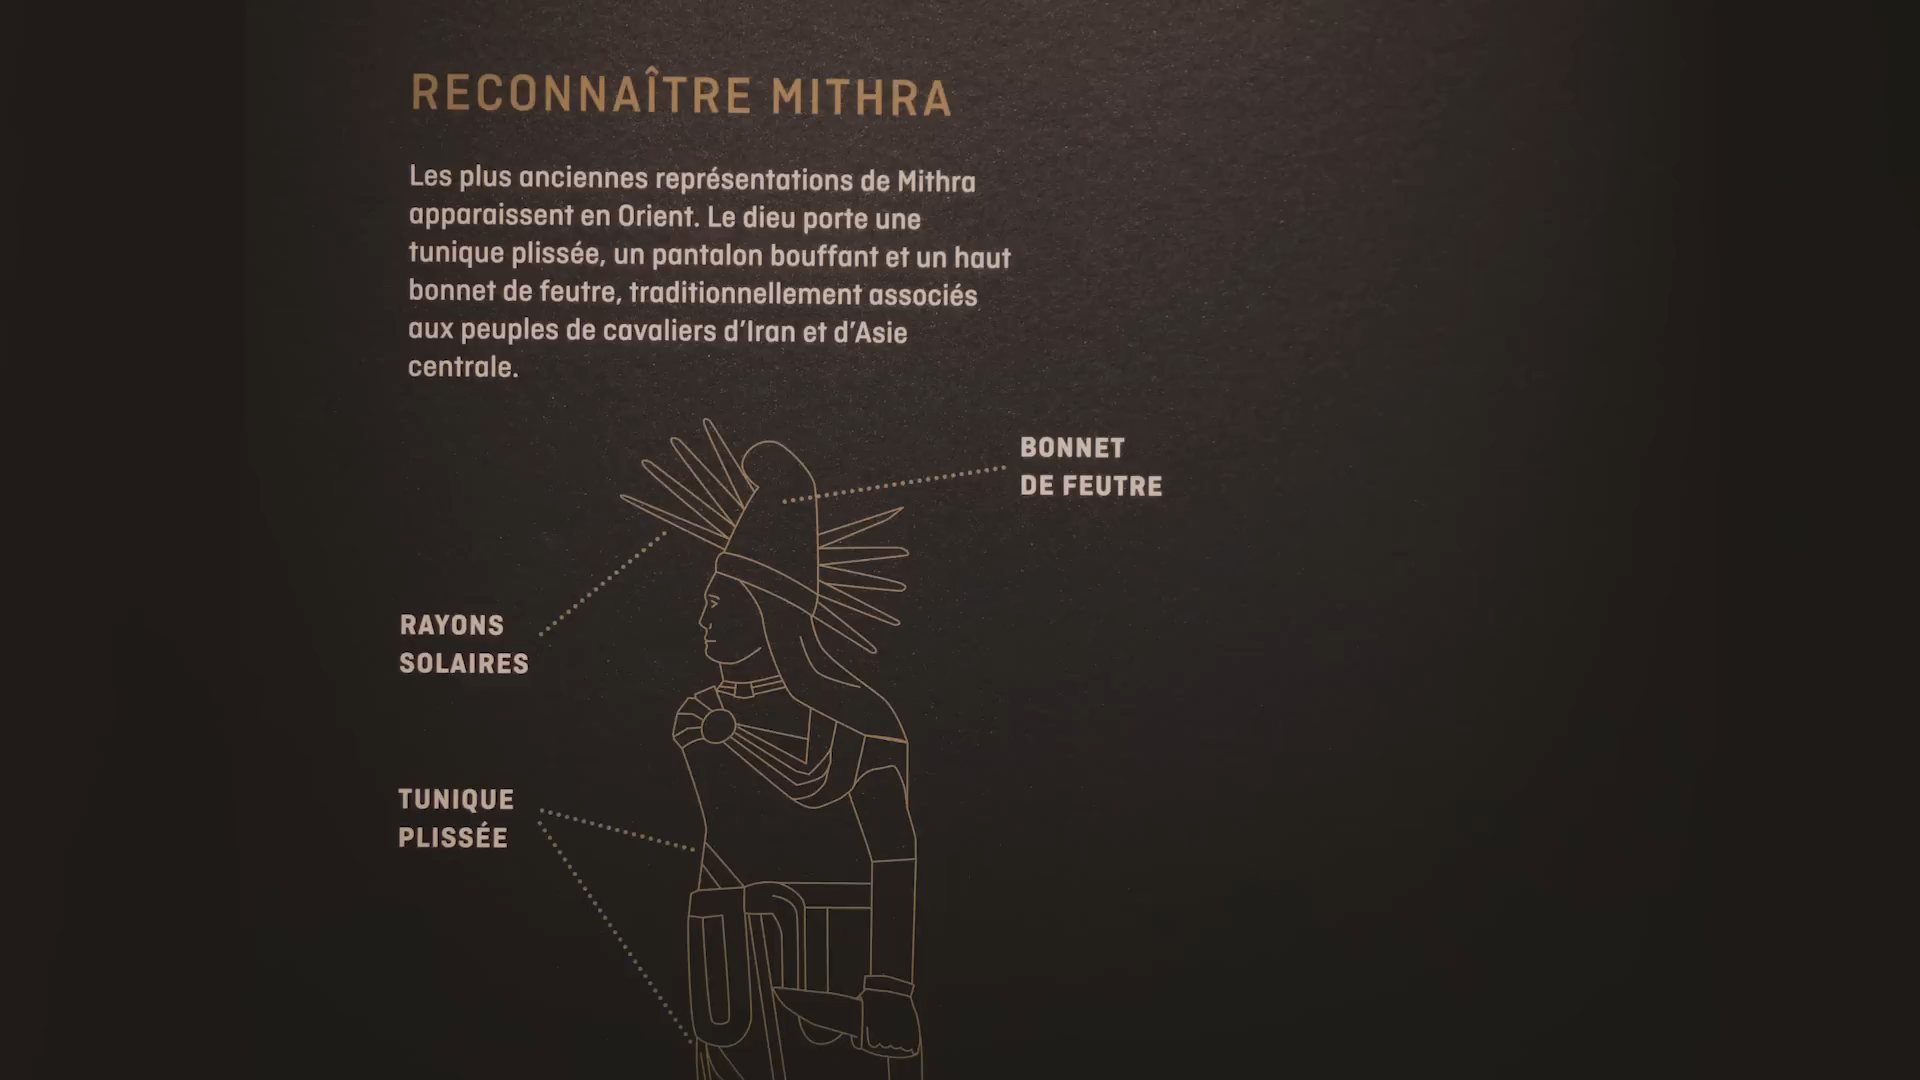 RECONNAÎTRE MITHRA
Les plus anciennes représentations de Mithra
apparaissent en Orient. Le dieu porte une
tunique plissée, un pantalon bouffant et un haut
bonnet de feutre, traditionnellement associés
aux peuples de cavaliers d’Iran et d’Asie
centrale.
BONNET
DE FEUTRE
RAYONS
SOLAIRES
TUNIQUE
PLISSÉE